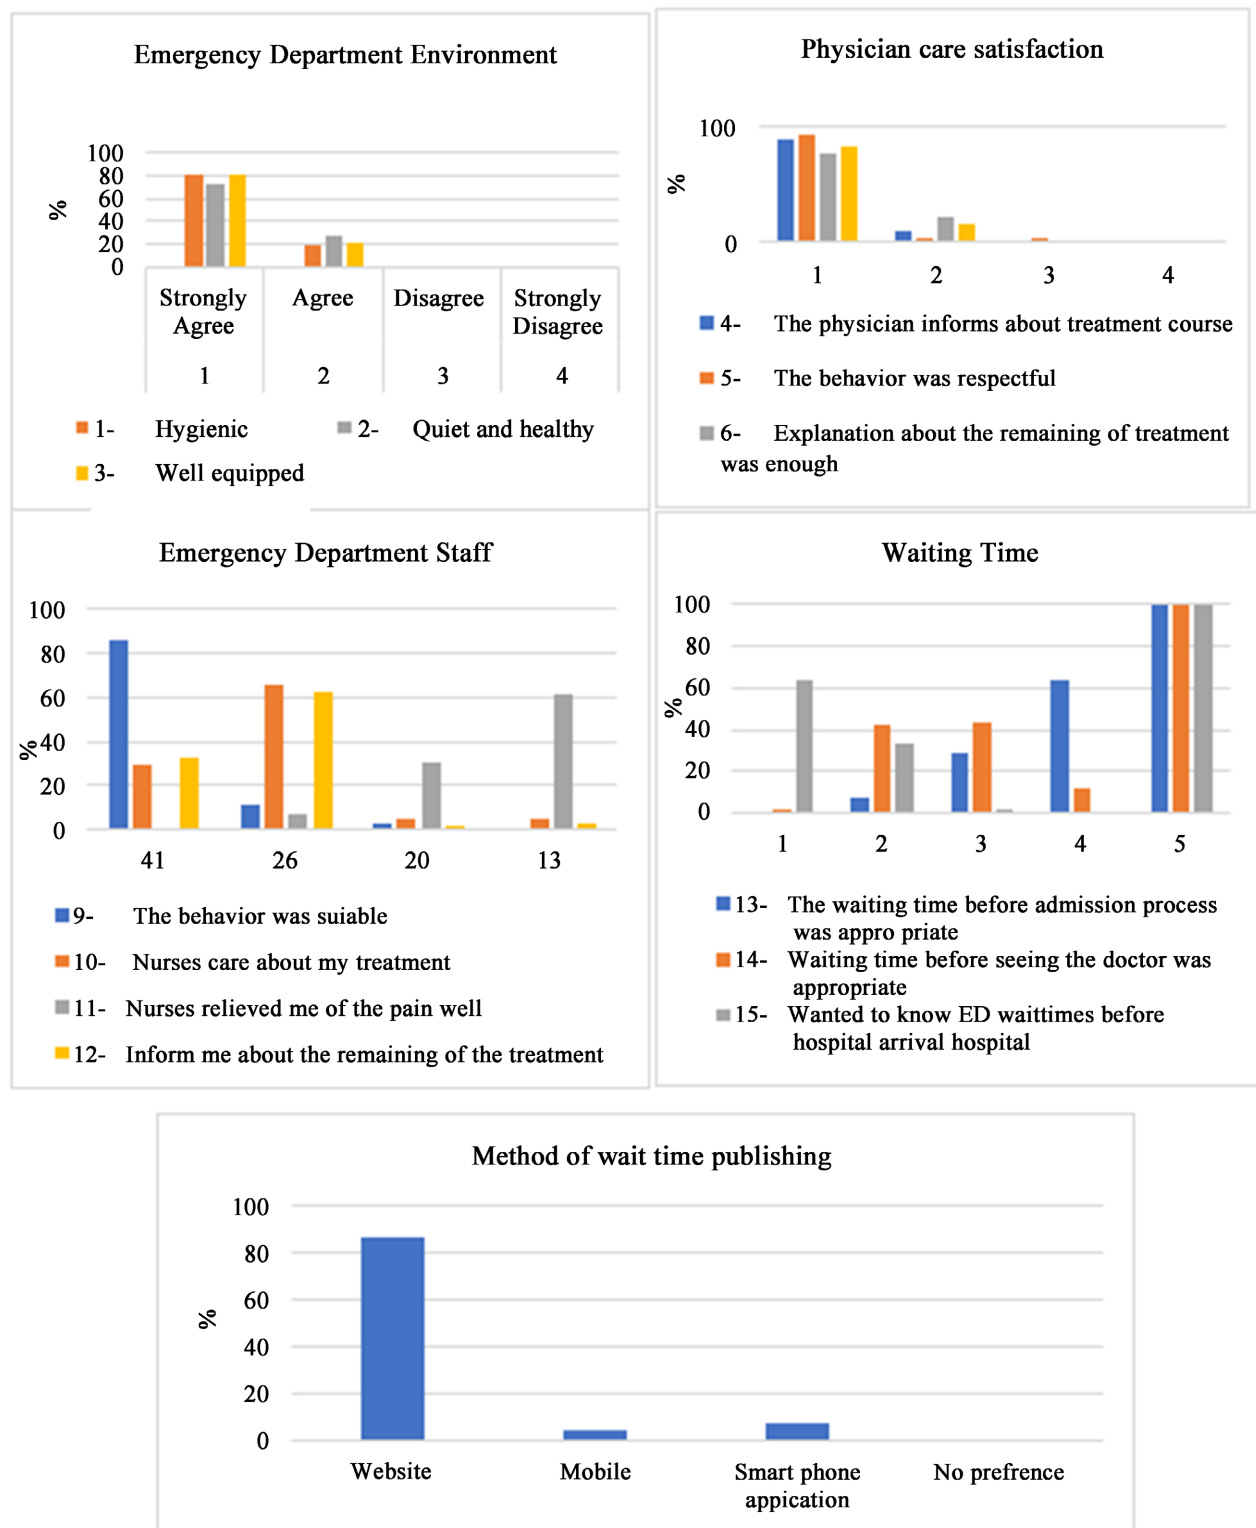 Emergency Department Environment
100
80
60
40
20
0
%
Strongly Agree
Agree
Disagree
Strongly Disagree
1
2
3
4
1- Hygienic
2- Quiet and healthy
3- Well equipped
Physician care satisfaction
100
0
%
1
2
3
4
4- The physician informs about treatment course
5- The behavior was respectful
6- Explanation about the remaining of treatment
was enough
Emergency Department Staff
100
80
60
40
20
0
%
41
26
20
13
9- The behavior was suiable
10- Nurses care about my treatment
11- Nurses relieved me of the pain well
12- Inform me about the remaining of the treatment
Waiting Time
100
80
60
40
20
0
%
1
2
3
4
5
13- The waiting time before admission process
was appro priate
14- Waiting time before seeing the doctor was
appropriate
15- Wanted to know ED waittimes before
hospital arrival hospital
Method of wait time publishing
100
80
60
40
20
0
%
Website
Mobile
Smart phone
appication
No prefrence